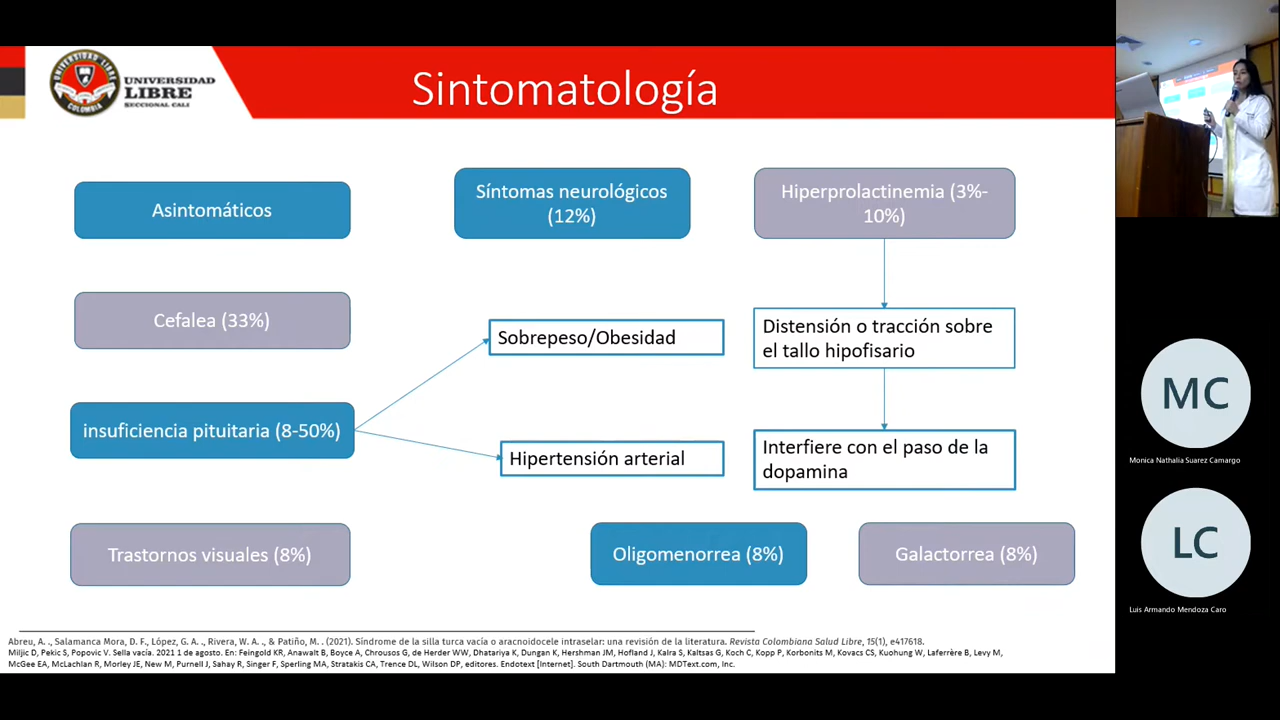 UNIVERSIDAD LIBRE
COLOMBIA
UNIVERSIDAD
LIBRE
SECCIONAL CALI
Sintomatología
Asintomáticos
Síntomas neurológicos
(12%)
Hiperprolactinemia (3%-
10%)
Cefalea (33%)
Sobrepeso/Obesidad
Distensión o tracción sobre
el tallo hipofisario
insuficiencia pituitaria (8-50%)
Hipertensión arterial
Interfiere con el paso de la
dopamina
Trastornos visuales (8%)
Oligomenorrea (8%)
Galactorrea (8%)
Abreu, A. ., Salamanca Mora, D. F., López, G. A. ., Rivera, W. A. ., & Patiño, M. . (2021). Síndrome de la silla turca vacía o aracnoidocele intraselar: una revisión de la literatura. Revista Colombiana Salud Libre, 15(1), e417618.
Miljic D, Pekic S, Popovic V. Sella vacía. 2021 1 de agosto. En: Feingold KR, Anawalt B, Boyce A, Chrousos G, de Herder WW, Dhatariya K, Dungan K, Hershman JM, Hofland J, Kalra S, Kaltsas G, Koch C, Kopp P, Korbonits M, Kovacs CS, Kuohung W, Laferrère B, Levy M,
McGee EA, McLachlan R, Morley JE, New M, Purnell J, Sahay R, Singer F, Sperling MA, Stratakis CA, Trence DL, Wilson DP, editores. Endotext [Internet]. South Dartmouth (MA): MDText.com, Inc.
MC
Monica Nathalia Suarez Camargo
LC
Luis Armando Mendoza Caro